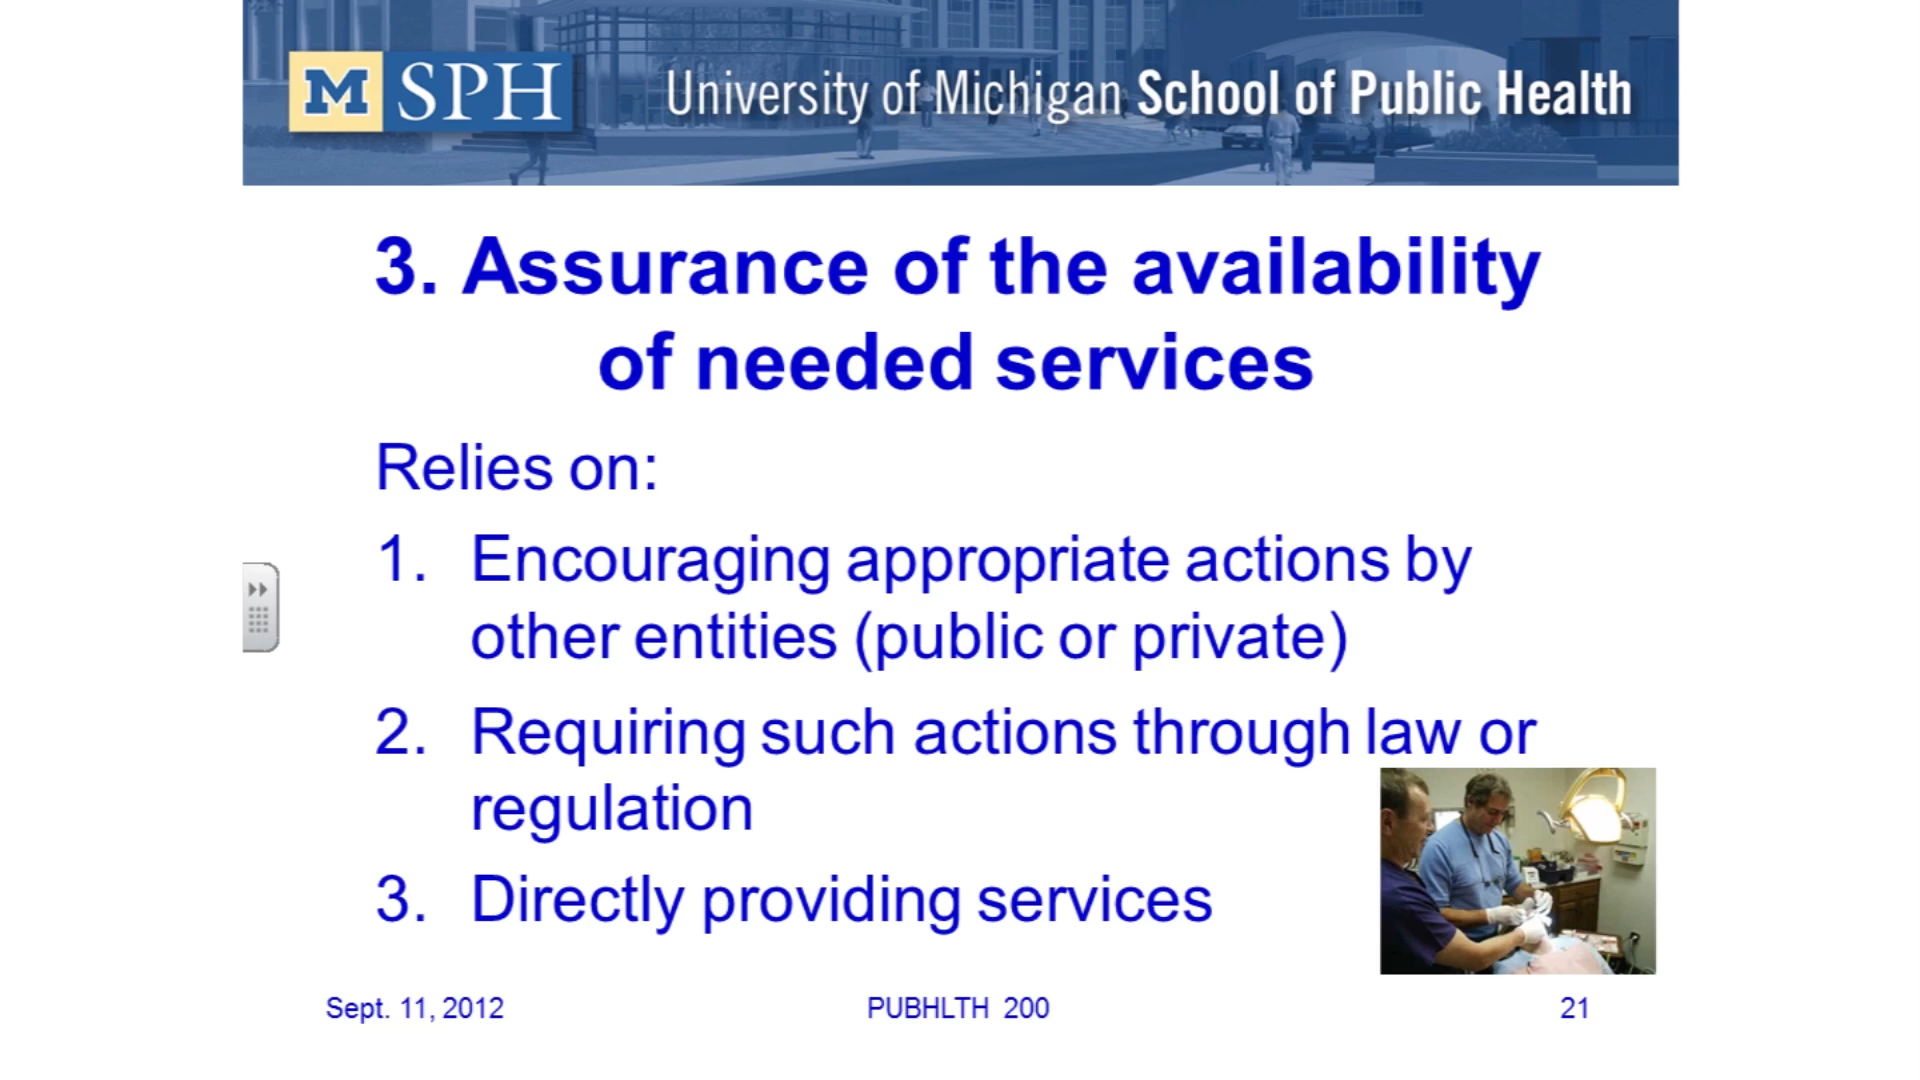 M SPH University of Michigan School of Public Health
3. Assurance of the availability
of needed services
Relies on:
1. Encouraging appropriate actions by
other entities (public or private)
2. Requiring such actions through law or
regulation
3. Directly providing services
Sept. 11, 2012 PUBHLTH 200 21